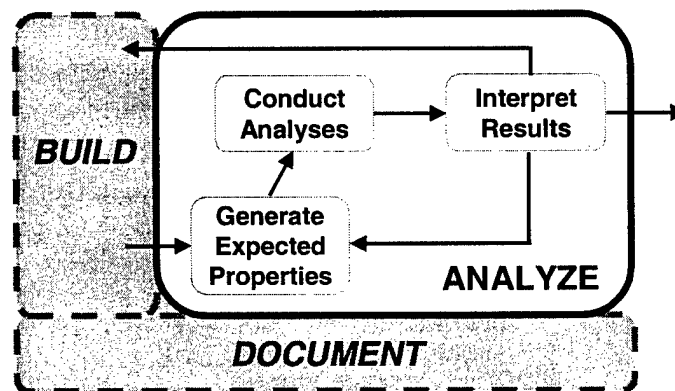 Conduct
Analyses
Interpret
Results
BUILD
Generate
Expected
Properties
ANALYZE
DOCUMENT